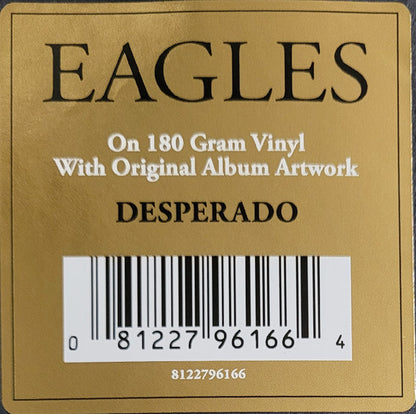 EAGLES
On 180 Gram Vinyl
With Original Album Artwork
DESPERADO
0 81227 96166 4
8122796166